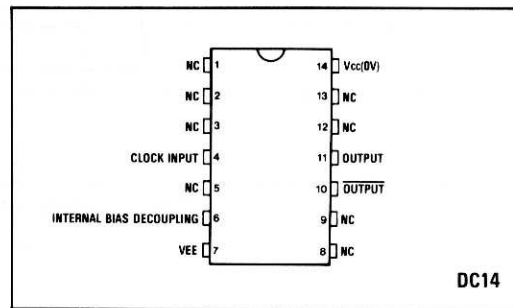 NC 1
NC 2
NC 3
CLOCK INPUT 4
NC 5
INTERNAL BIAS DECOUPLING 6
VEE 7
14 Vcc(0V)
13 NC
12 NC
11 OUTPUT
10 OUTPUT
9 NC
8 NC
DC14